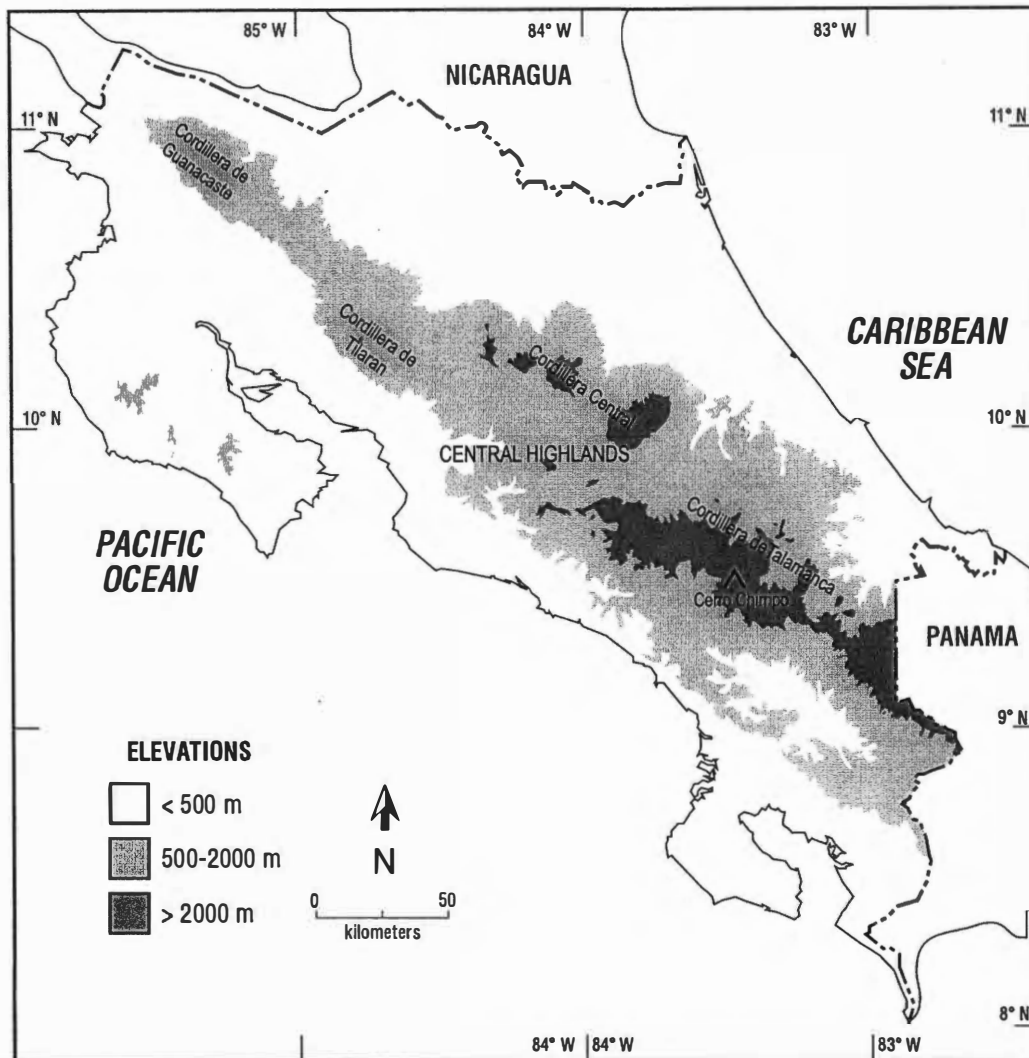 85° W
84° W
83° W
NICARAGUA
11° N
11° N
Cordillera de
Guanacaste
CARIBBEAN
SEA
Cordillera de
Tilaran
Cordillera Central
10° N
10° N
CENTRAL HIGHLANDS
PACIFIC
OCEAN
Cordillera de Talamanca
Cerro Chirripo
PANAMA
9° N
ELEVATIONS
< 500 m
500-2000 m
> 2000 m
N
0 50
kilometers
8° N
84° W 84° W
83° W